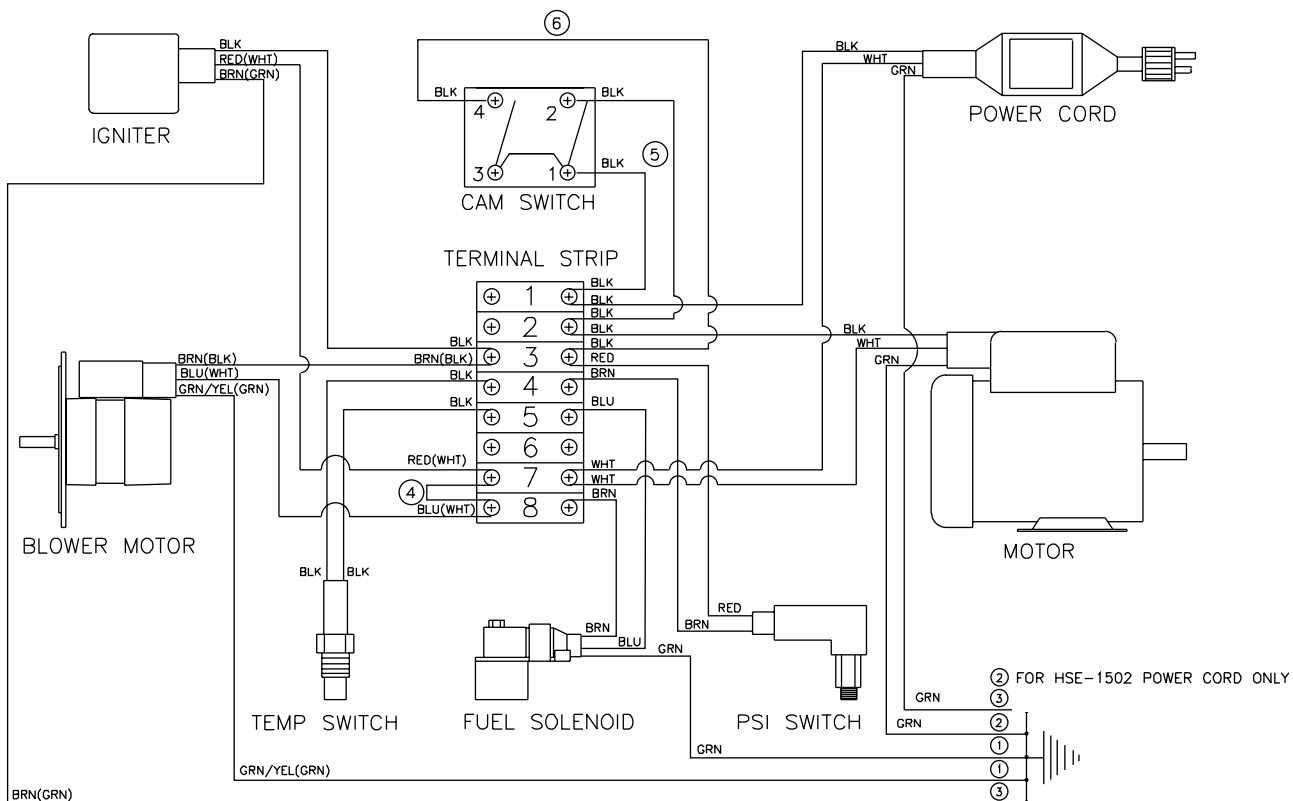 6
BLK
RED(WHT)
BRN(GRN)
IGNITER
BLK
4
2
BLK
3
1
BLK
5
CAM SWITCH
BLK
WHT
GRN
POWER CORD
TERMINAL STRIP
1
BLK
BLK
2
BLK
BLK
BLK
3
BLK
RED
BRN(BLK)
BRN(BLK)
BLU(WHT)
GRN/YEL(GRN)
BLK
4
BRN
BLK
5
BLU
6
RED(WHT)
7
WHT
WHT
4
BLU(WHT)
8
BRN
BLK
WHT
GRN
BLOWER MOTOR
MOTOR
BLK BLK
TEMP SWITCH
BRN
BLU
GRN
FUEL SOLENOID
RED
BRN
PSI SWITCH
2 FOR HSE-1502 POWER CORD ONLY
GRN
3
GRN
2
GRN
1
GRN/YEL(GRN)
1
BRN(GRN)
3